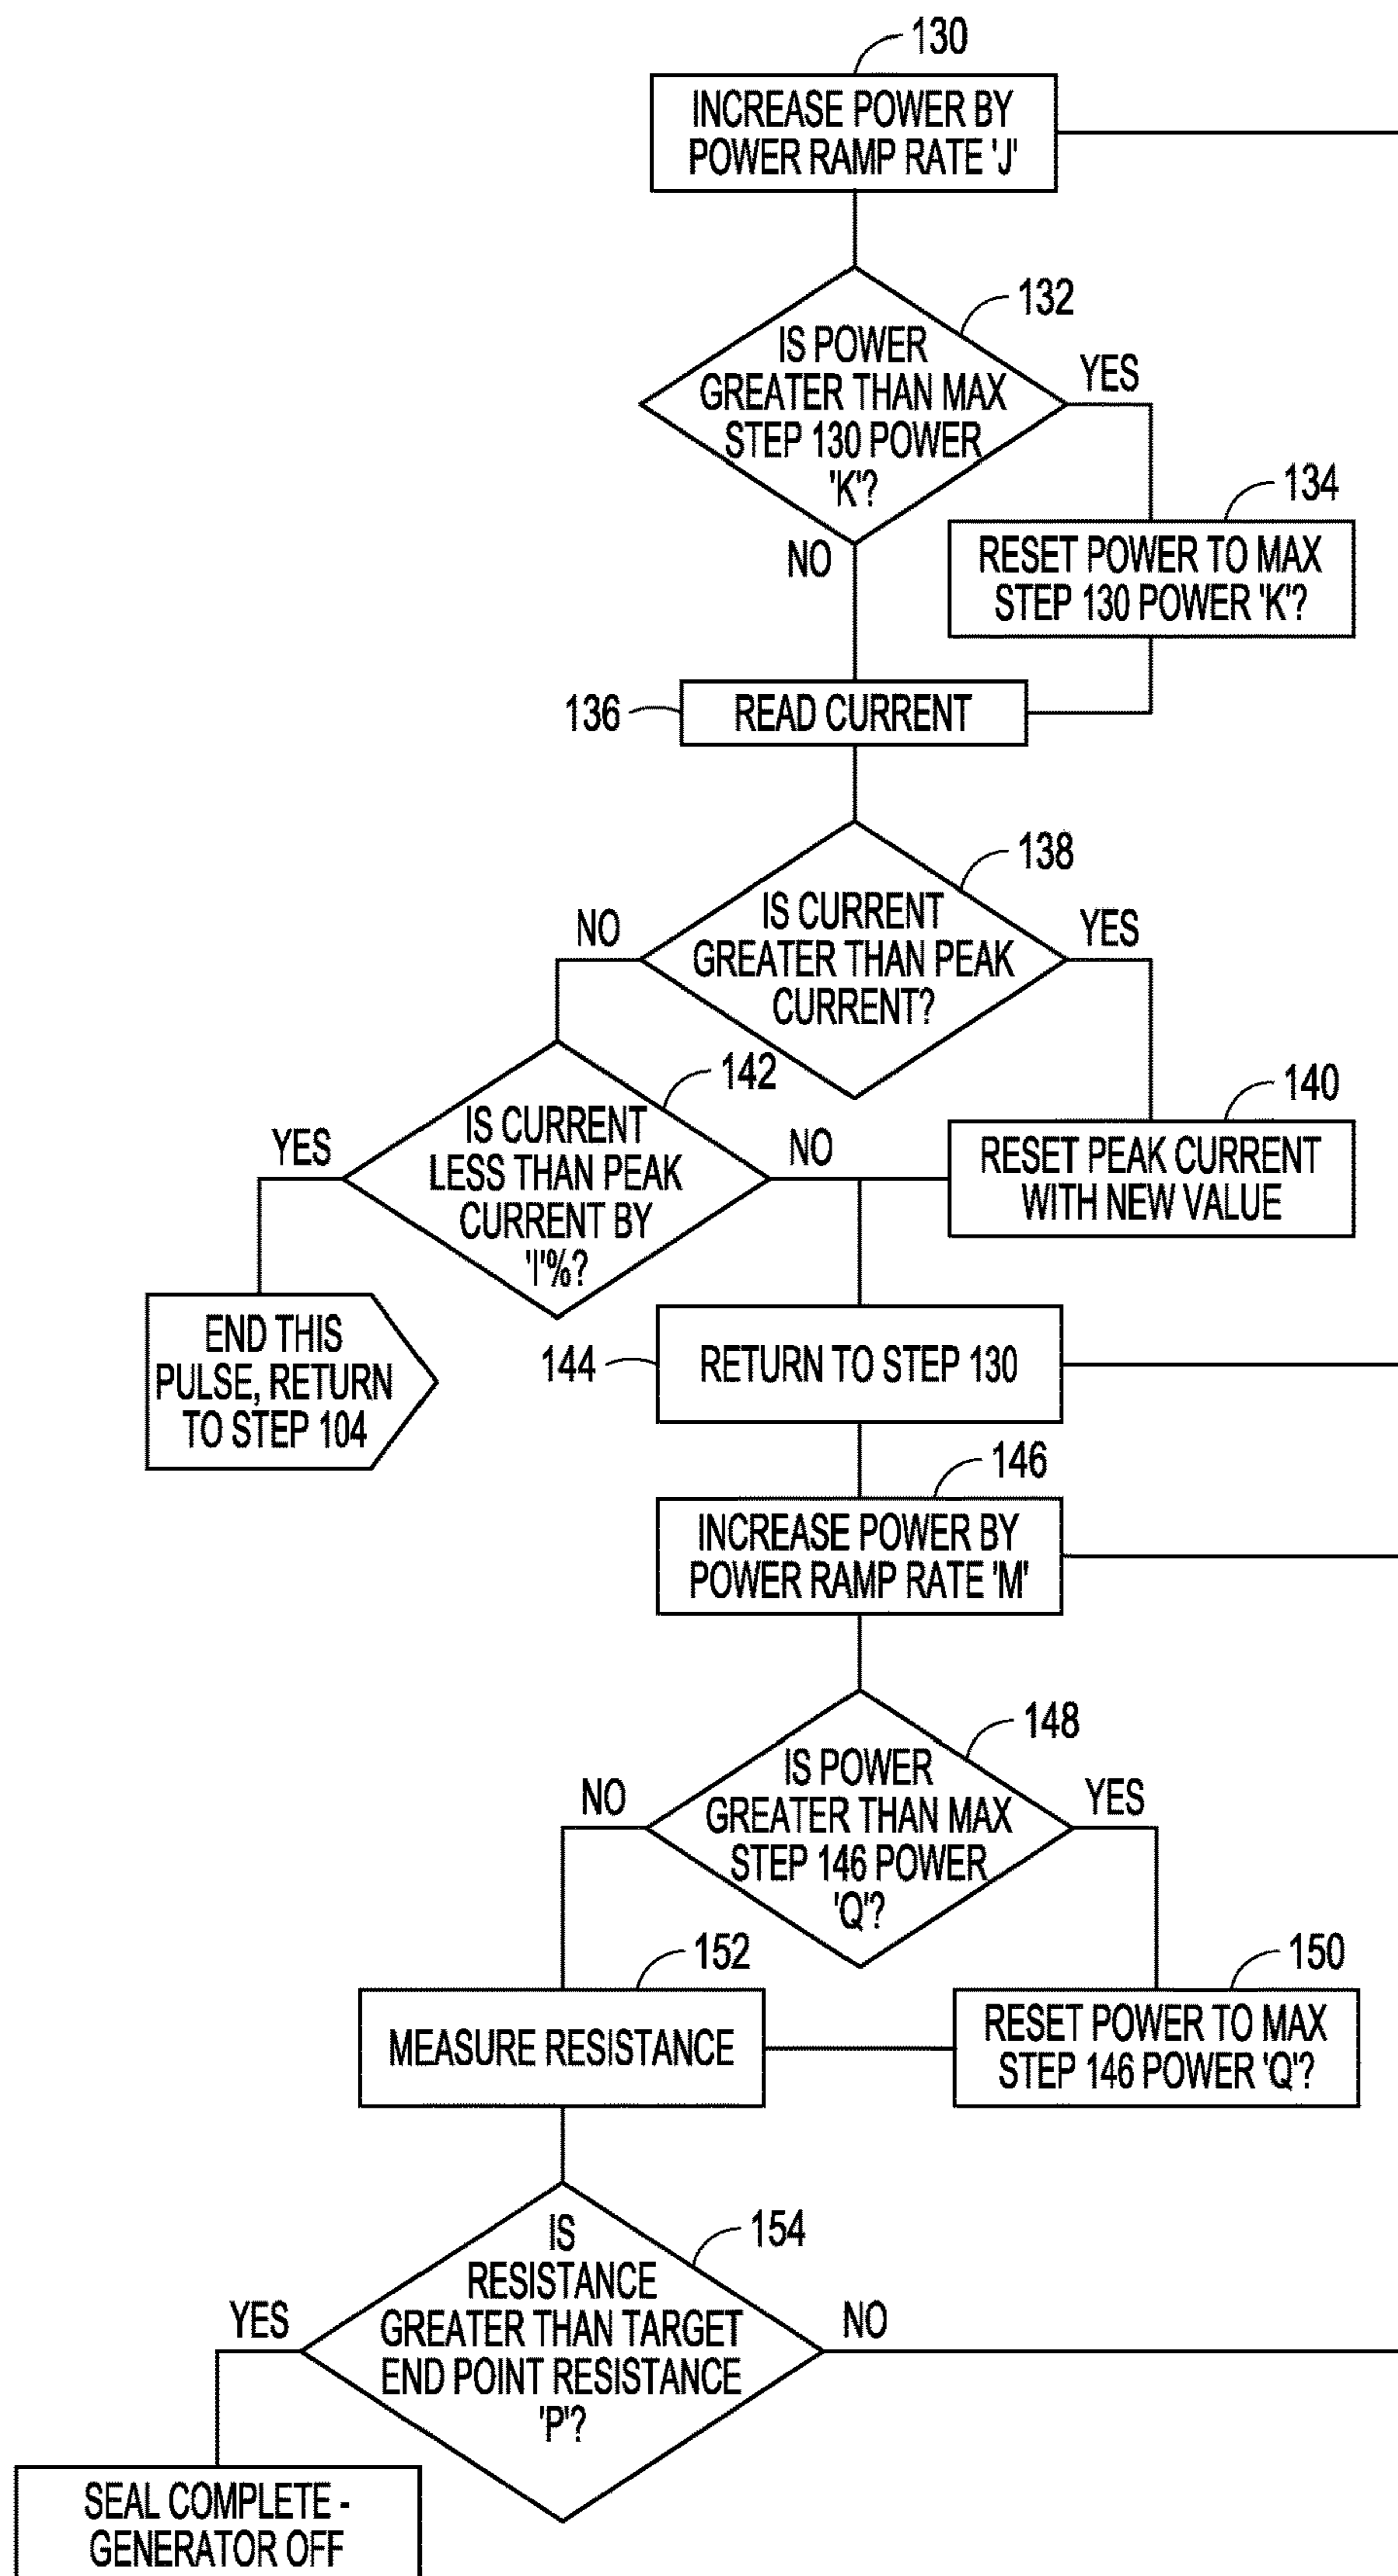 130
INCREASE POWER BY
POWER RAMP RATE 'J'
132
IS POWER
GREATER THAN MAX
STEP 130 POWER
'K'?
YES
NO
134
RESET POWER TO MAX
STEP 130 POWER 'K'?
136
READ CURRENT
138
IS CURRENT
GREATER THAN PEAK
CURRENT?
NO
YES
142
IS CURRENT
LESS THAN PEAK
CURRENT BY
'I'%?
YES
NO
140
RESET PEAK CURRENT
WITH NEW VALUE
END THIS
PULSE, RETURN
TO STEP 104
144
RETURN TO STEP 130
146
INCREASE POWER BY
POWER RAMP RATE 'M'
148
IS POWER
GREATER THAN MAX
STEP 146 POWER
'Q'?
NO
YES
152
MEASURE RESISTANCE
150
RESET POWER TO MAX
STEP 146 POWER 'Q'?
154
IS
RESISTANCE
GREATER THAN TARGET
END POINT RESISTANCE
'P'?
YES
NO
SEAL COMPLETE -
GENERATOR OFF